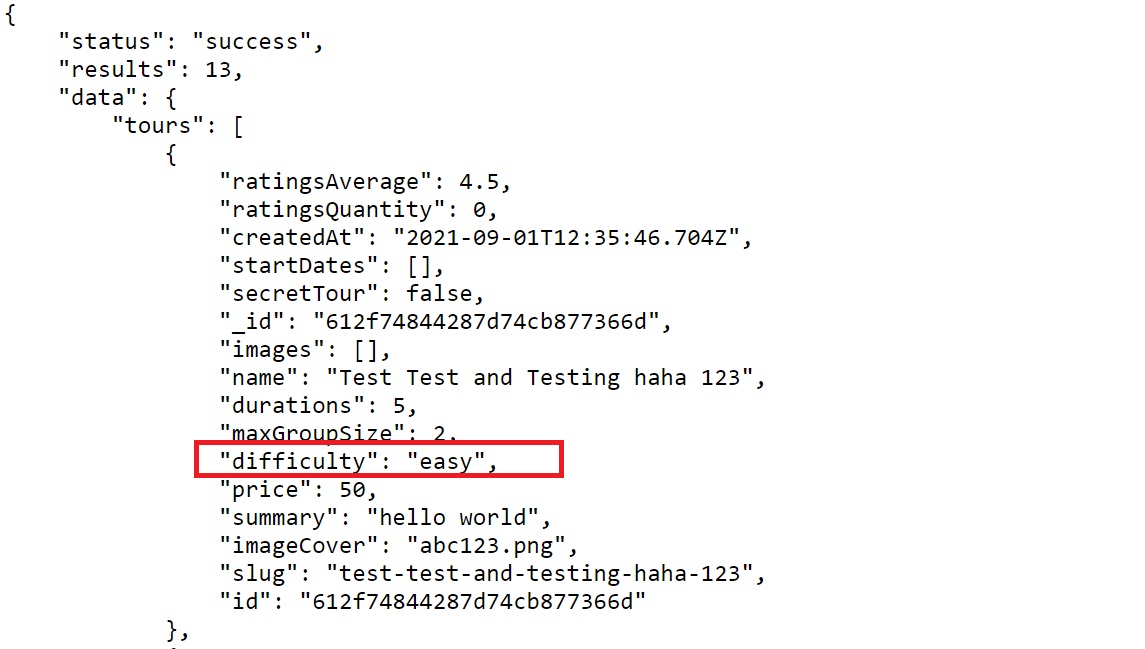 {
    "status": "success",
    "results": 13,
    "data": {
        "tours": [
            {
                "ratingsAverage": 4.5,
                "ratingsQuantity": 0,
                "createdAt": "2021-09-01T12:35:46.704Z",
                "startDates": [],
                "secretTour": false,
                "_id": "612f74844287d74cb877366d",
                "images": [],
                "name": "Test Test and Testing haha 123",
                "durations": 5,
                "maxGroupSize": 2,
                "difficulty": "easy",
                "price": 50,
                "summary": "hello world",
                "imageCover": "abc123.png",
                "slug": "test-test-and-testing-haha-123",
                "id": "612f74844287d74cb877366d"
            },